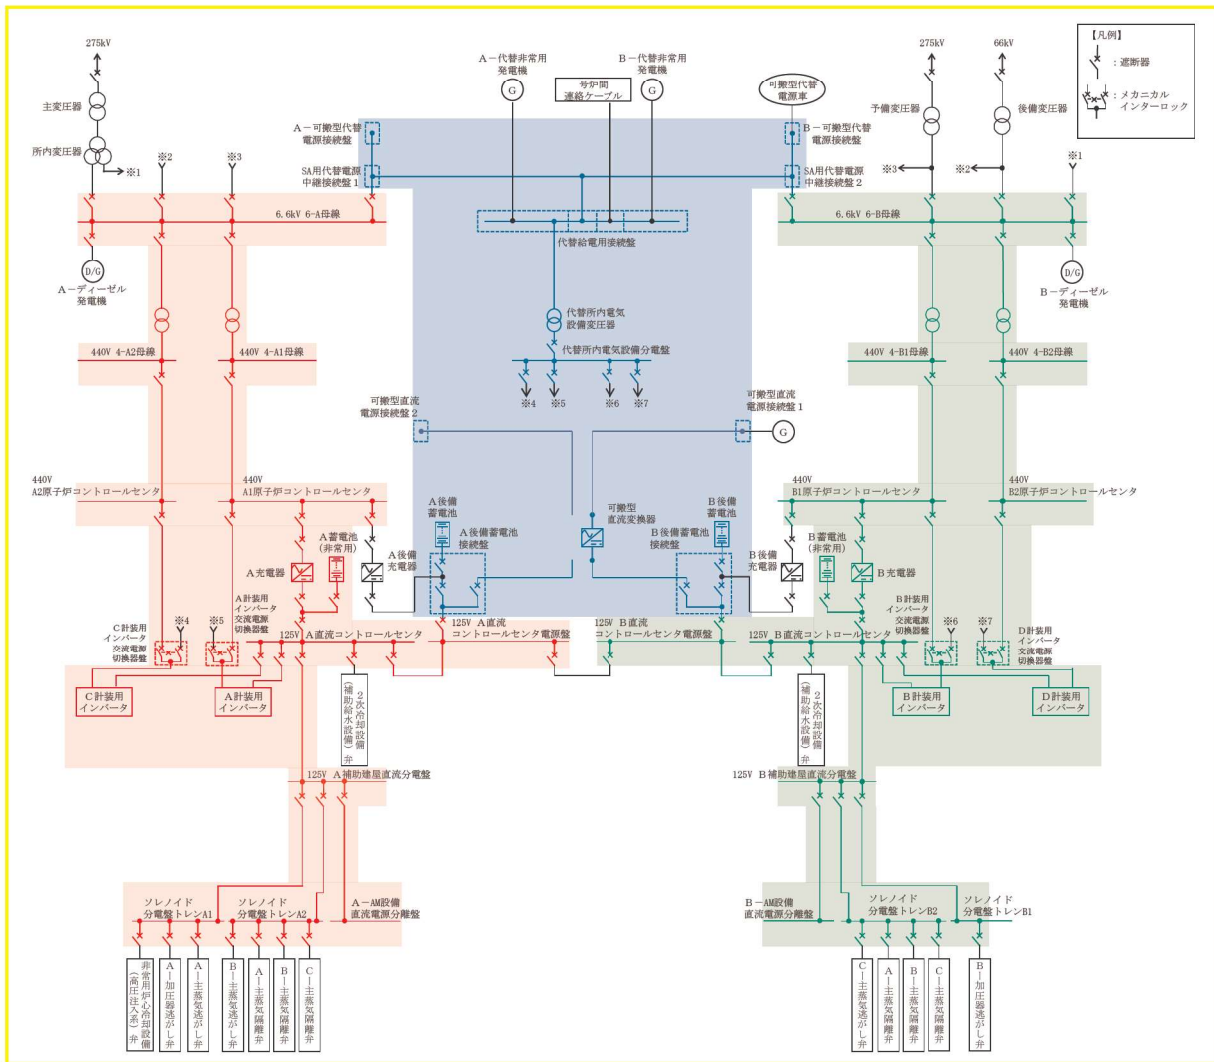 275kV
主変圧器
所内変圧器
※1
※2
※3
6.6kV 6-A母線
D/G
A-ディーゼル
発電機
440V 4-A2母線
440V 4-A1母線
A-代替非常用
発電機
G
号炉間
連絡ケーブル
B-代替非常用
発電機
G
可搬型代替
電源車
A-可搬型代替
電源接続盤
B-可搬型代替
電源接続盤
SA用代替電源
中継接続盤1
SA用代替電源
中継接続盤2
代替給電用接続盤
代替所内電気
設備変圧器
代替所内電気設備分電盤
※4
※5
※6
※7
可搬型直流
電源接続盤2
可搬型直流
電源接続盤1
G
275kV
66kV
予備変圧器
後備変圧器
※3
※2
※1
6.6kV 6-B母線
D/G
B-ディーゼル
発電機
440V 4-B1母線
440V 4-B2母線
【凡例】
:遮断器
:メカニカル
インターロック
440V
A2原子炉コントロールセンタ
440V
A1原子炉コントロールセンタ
440V
B1原子炉コントロールセンタ
440V
B2原子炉コントロールセンタ
A充電器
A蓄電池
(非常用)
A後備
充電器
A後備
蓄電池
A後備蓄電池
接続盤
可搬型
直流変換器
B後備蓄電池
接続盤
B後備
蓄電池
B後備
充電器
B蓄電池
(非常用)
B充電器
C計装用
インバータ
交流電源
切換器盤
※4
※5
A計装用
インバータ
交流電源
切換器盤
125V A直流コントロールセンタ
125V A直流
コントロールセンタ電源盤
125V B直流
コントロールセンタ電源盤
125V B直流コントロールセンタ
B計装用
インバータ
交流電源
切換器盤
※6
※7
D計装用
インバータ
交流電源
切換器盤
C計装用
インバータ
A計装用
インバータ
2次冷却設備
(補助給水設備)弁
2次冷却設備
(補助給水設備)弁
B計装用
インバータ
D計装用
インバータ
125V A補助建屋直流分電盤
125V B補助建屋直流分電盤
ソレノイド
分電盤トレンA1
ソレノイド
分電盤トレンA2
A-AM設備
直流電源分離盤
B-AM設備
直流電源分離盤
ソレノイド
分電盤トレンB2
ソレノイド
分電盤トレンB1
非常用炉心冷却設備
(高圧注入系)弁
A-加圧器逃がし弁
A-主蒸気逃がし弁
B-主蒸気逃がし弁
A-主蒸気隔離弁
B-主蒸気隔離弁
C-主蒸気隔離弁
C-主蒸気逃がし弁
A-主蒸気隔離弁
B-主蒸気隔離弁
C-主蒸気隔離弁
B-加圧器逃がし弁